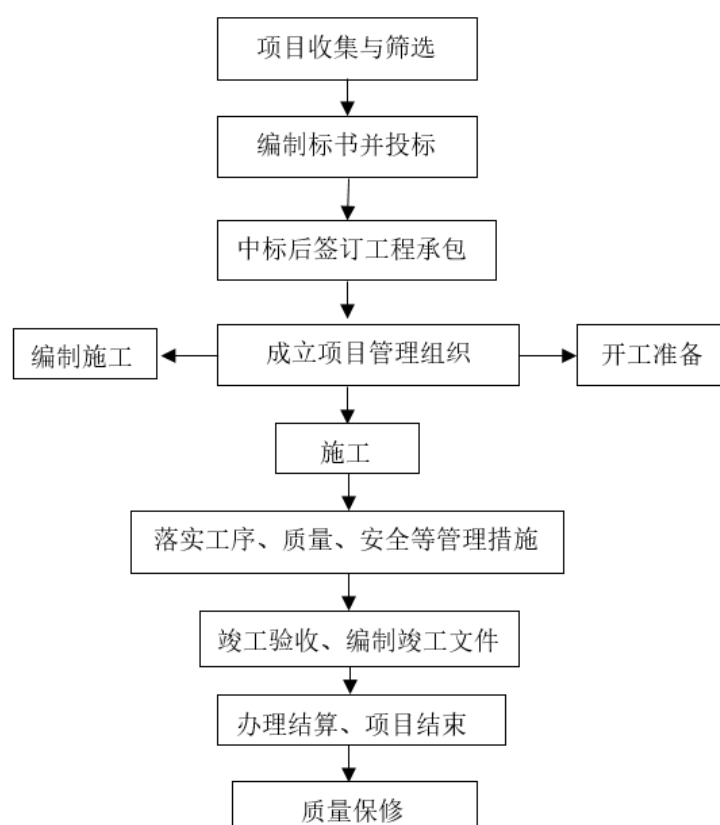 项目收集与筛选
编制标书并投标
中标后签订工程承包
编制施工
成立项目管理组织
开工准备
施工
落实工序、质量、安全等管理措施
竣工验收、编制竣工文件
办理结算、项目结束
质量保修